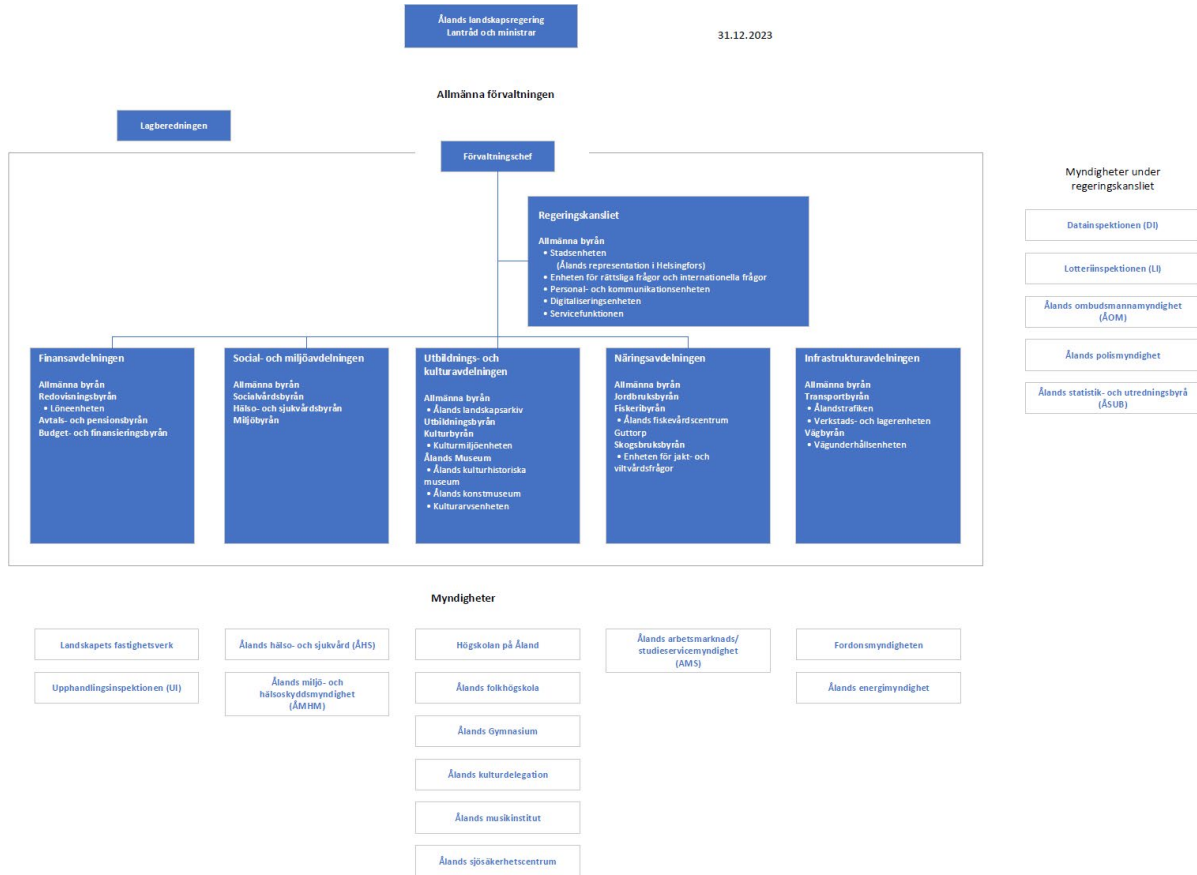 Ålands landskapsregering
Lantråd och ministrar
31.12.2023
Allmänna förvaltningen
Lagberedningen
Förvaltningschef
Regeringskansliet
Allmänna byrån
• Stadsenheten
(Ålands representation i Helsingfors)
• Enheten för rättsliga frågor och internationella frågor
• Personal- och kommunikationsenheten
• Digitaliseringsenheten
• Servicefunktionen
Finansavdelningen
Allmänna byrån
Redovisningsbyrån
• Löneenheten
Avtals- och pensionsbyrån
Budget- och finansieringsbyrån
Social- och miljöavdelningen
Allmänna byrån
Socialvårdsbyrån
Hälso- och sjukvårdsbyrån
Miljöbyrån
Utbildnings- och
kulturavdelningen
Allmänna byrån
• Ålands landskapsarkiv
Utbildningsbyrån
Kulturbyrån
• Kulturmiljöenheten
Ålands Museum
• Ålands kulturhistoriska
museum
• Ålands konstmuseum
• Kulturarvsenheten
Näringsavdelningen
Allmänna byrån
Jordbruksbyrån
Fiskeribyrån
• Ålands fiskevårdscentrum
Guttorp
Skogsbruksbyrån
• Enheten för jakt- och
viltvårdsfrågor
Infrastrukturavdelningen
Allmänna byrån
Transportbyrån
• Ålandstrafiken
• Verkstads- och lagerenheten
Vägbyrån
• Vägunderhållsenheten
Myndigheter under
regeringskansliet
Datainspektionen (DI)
Lotteriinspektionen (LI)
Ålands ombudsmannamyndighet
(ÅOM)
Ålands polismyndighet
Ålands statistik- och utredningsbyrå
(ÅSUB)
Myndigheter
Landskapets fastighetsverk
Upphandlingsinspektionen (UI)
Ålands hälso- och sjukvård (ÅHS)
Ålands miljö- och
hälsoskyddsmyndighet
(ÅMHM)
Högskolan på Åland
Ålands folkhögskola
Ålands Gymnasium
Ålands kulturdelegation
Ålands musikinstitut
Ålands sjösäkerhetscentrum
Ålands arbetsmarknads/
studieservicemyndighet
(AMS)
Fordonsmyndigheten
Ålands energimyndighet